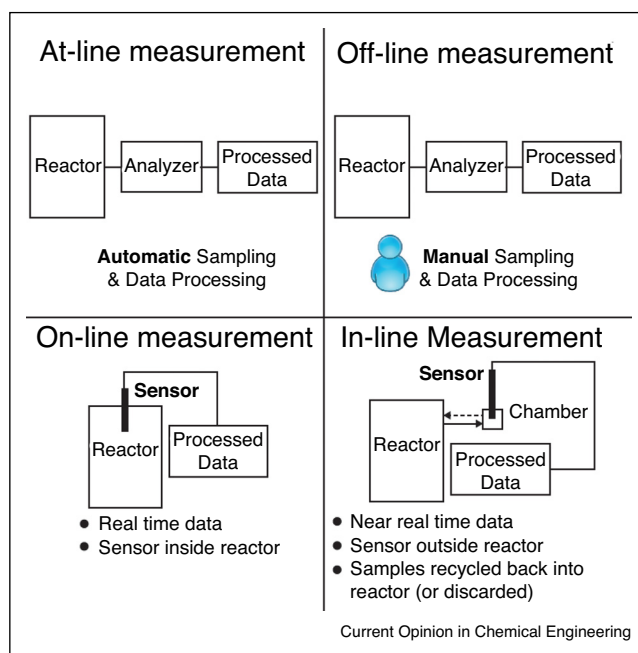 At-line measurement
Reactor
Analyzer
Processed
Data
Automatic Sampling
& Data Processing
Off-line measurement
Reactor
Analyzer
Processed
Data
Manual Sampling
& Data Processing
On-line measurement
Sensor
Reactor
Processed
Data
● Real time data
● Sensor inside reactor
In-line Measurement
Sensor
Chamber
Reactor
Processed
Data
● Near real time data
● Sensor outside reactor
● Samples recycled back into
reactor (or discarded)
Current Opinion in Chemical Engineering